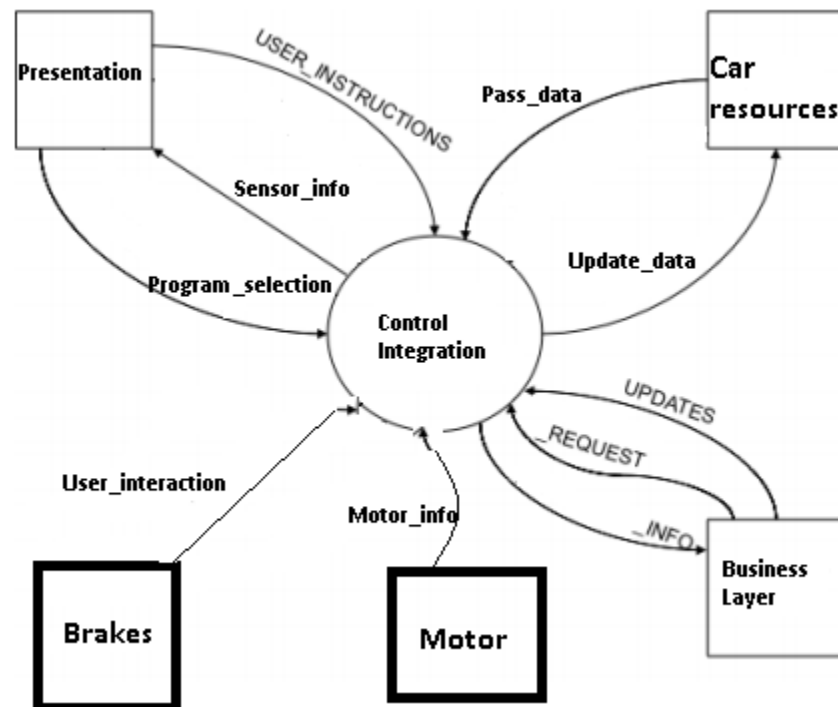 Presentation
USER_INSTRUCTIONS
Car
resources
Pass_data
Sensor_info
Update_data
Program_selection
Control
Integration
UPDATES
_REQUEST
User_interaction
Motor_info
_INFO
Business
Layer
Brakes
Motor